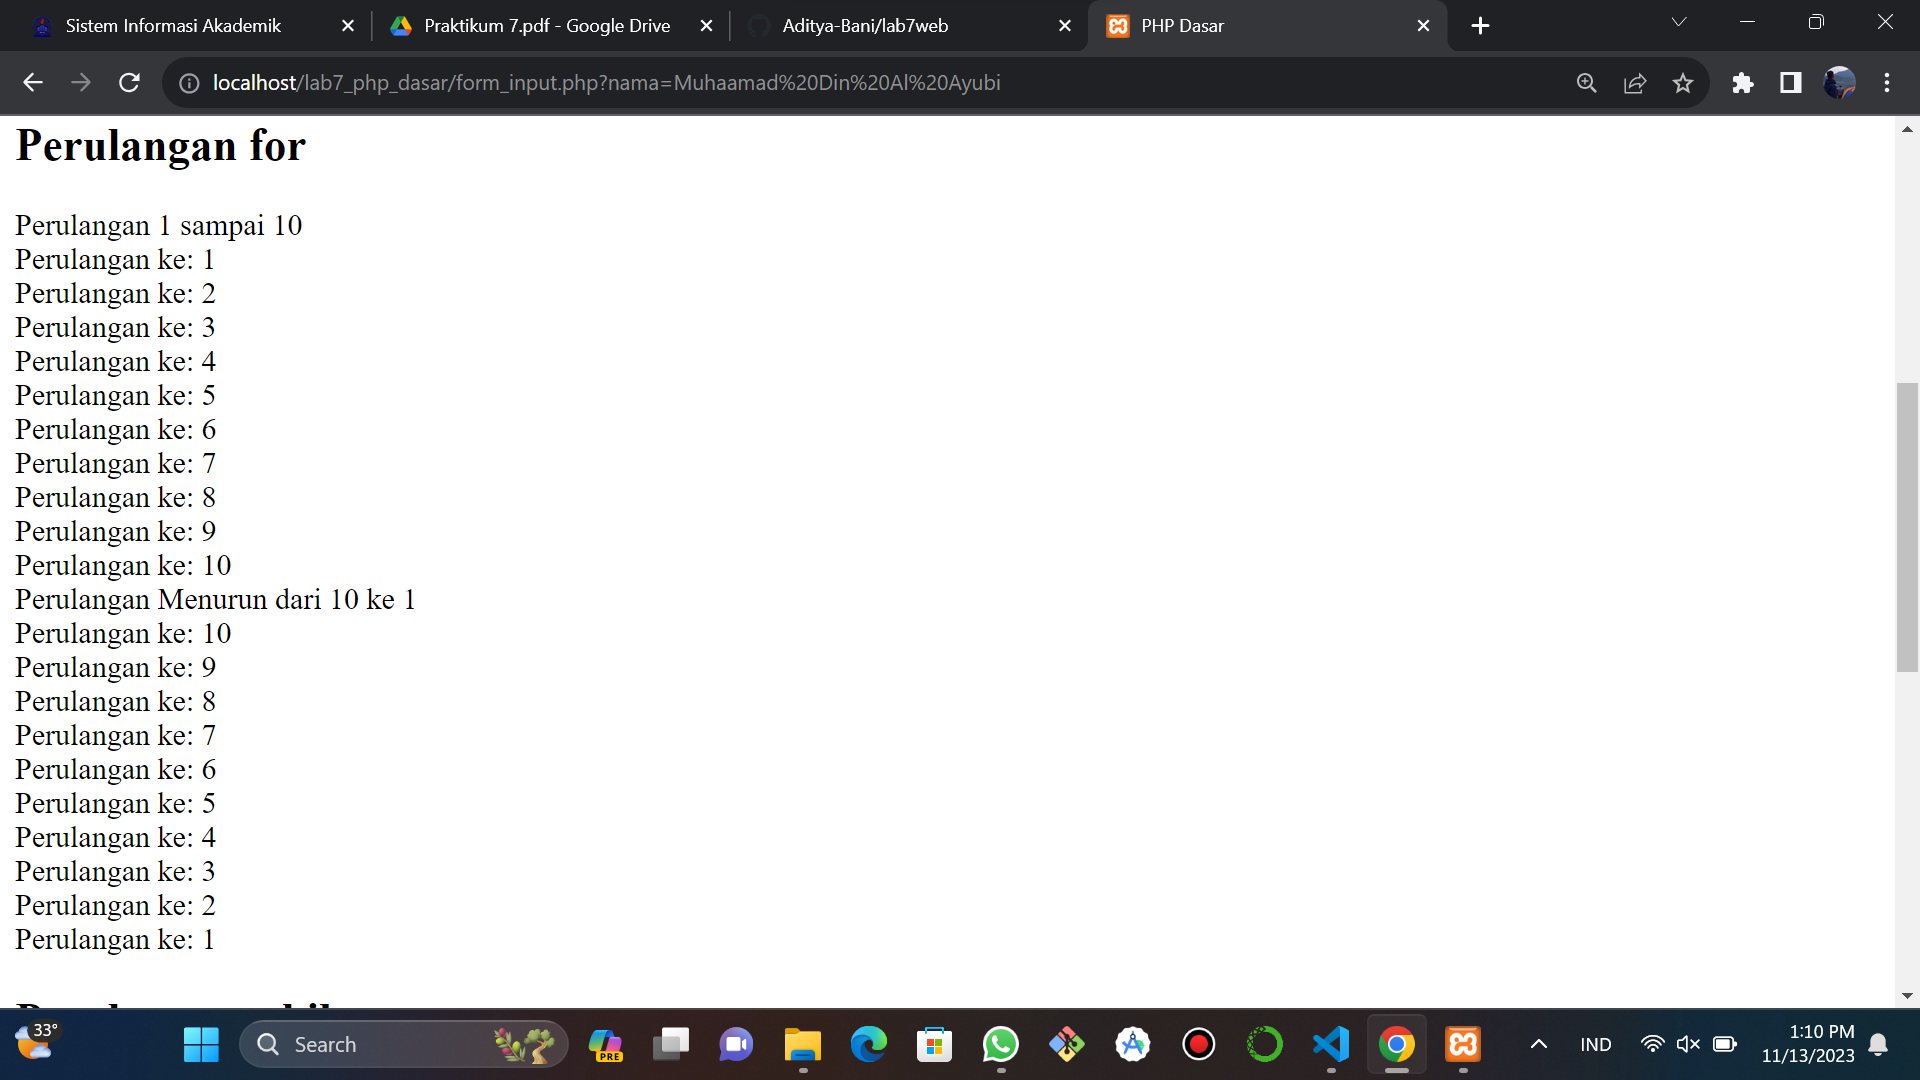 Sistem Informasi Akademik
Praktikum 7.pdf - Google Drive
Aditya-Bani/lab7web
PHP Dasar
localhost/lab7_php_dasar/form_input.php?nama=Muhaamad%20Din%20Al%20Ayubi
Perulangan for
Perulangan 1 sampai 10
Perulangan ke: 1
Perulangan ke: 2
Perulangan ke: 3
Perulangan ke: 4
Perulangan ke: 5
Perulangan ke: 6
Perulangan ke: 7
Perulangan ke: 8
Perulangan ke: 9
Perulangan ke: 10
Perulangan Menurun dari 10 ke 1
Perulangan ke: 10
Perulangan ke: 9
Perulangan ke: 8
Perulangan ke: 7
Perulangan ke: 6
Perulangan ke: 5
Perulangan ke: 4
Perulangan ke: 3
Perulangan ke: 2
Perulangan ke: 1
33°
Search
PRE
IND
1:10 PM
11/13/2023